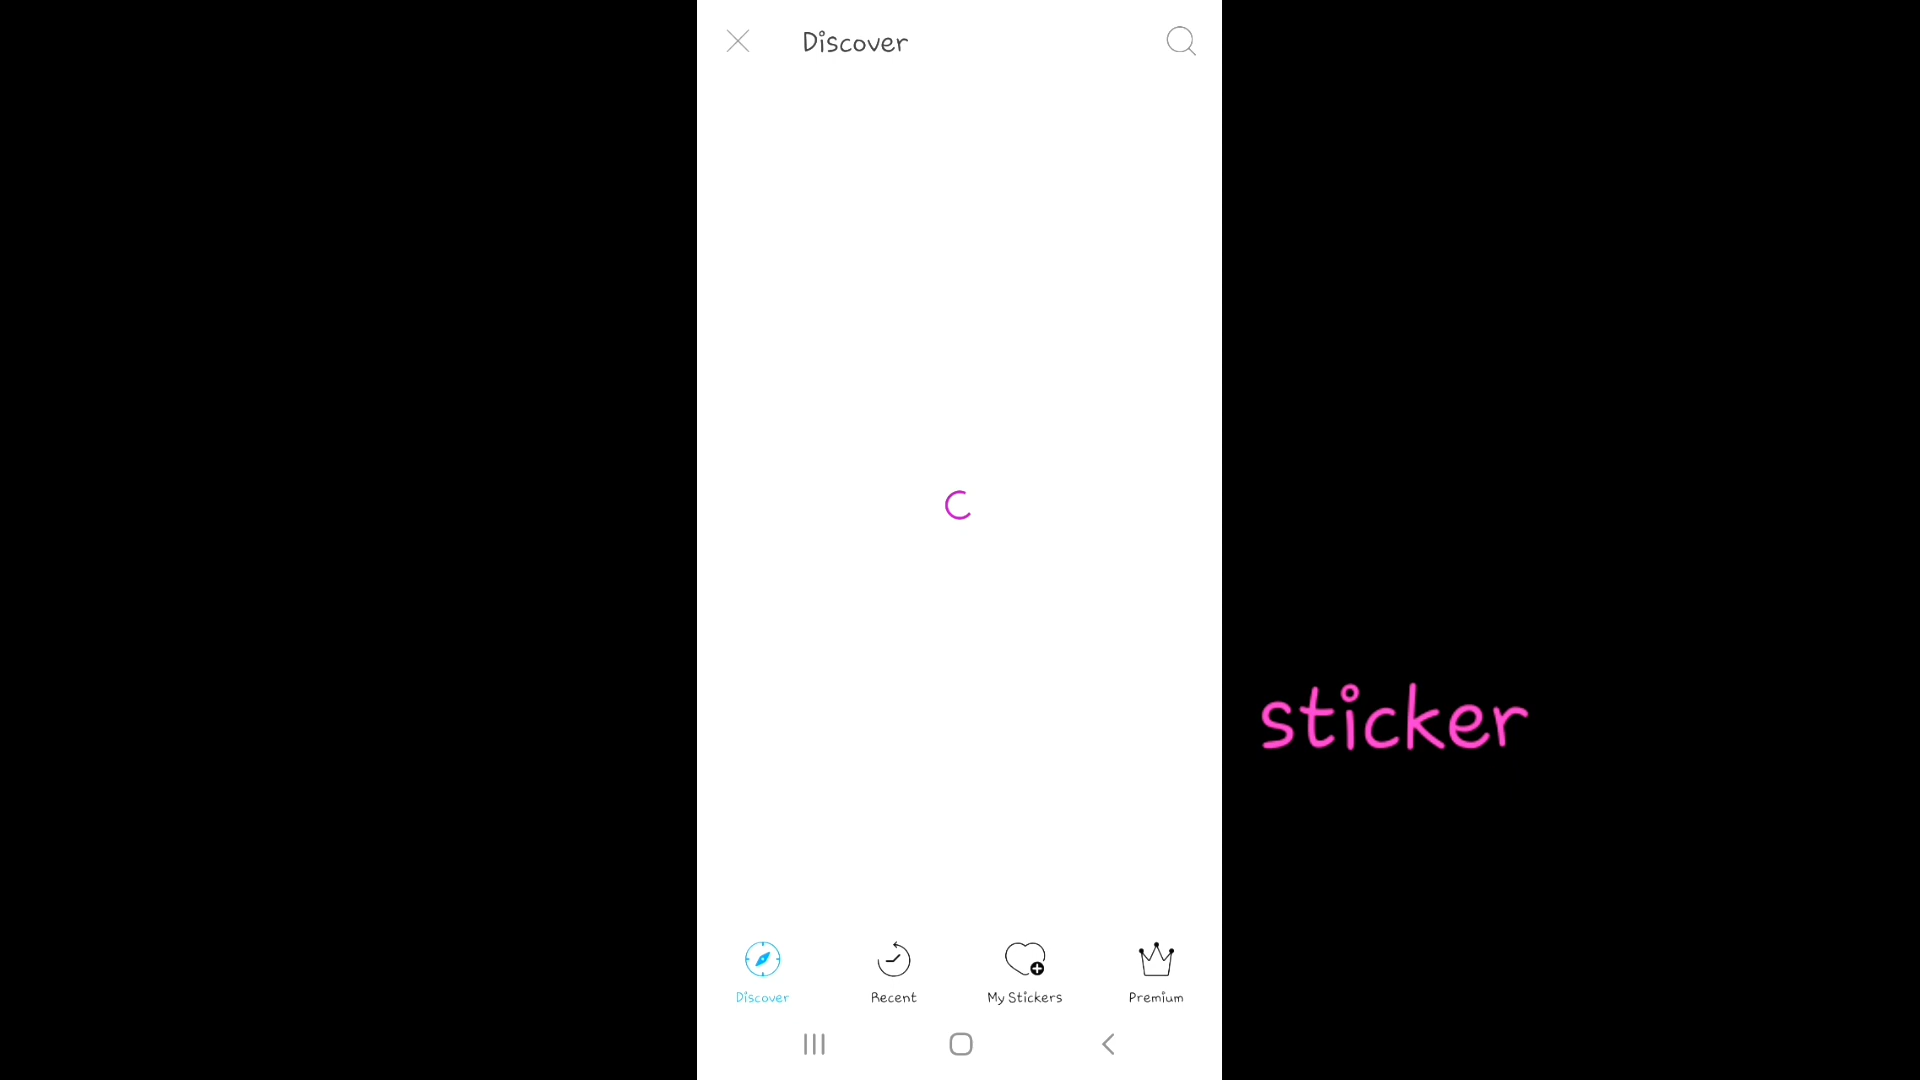 Discover
sticker
Discover
Recent
My Stickers
Premium